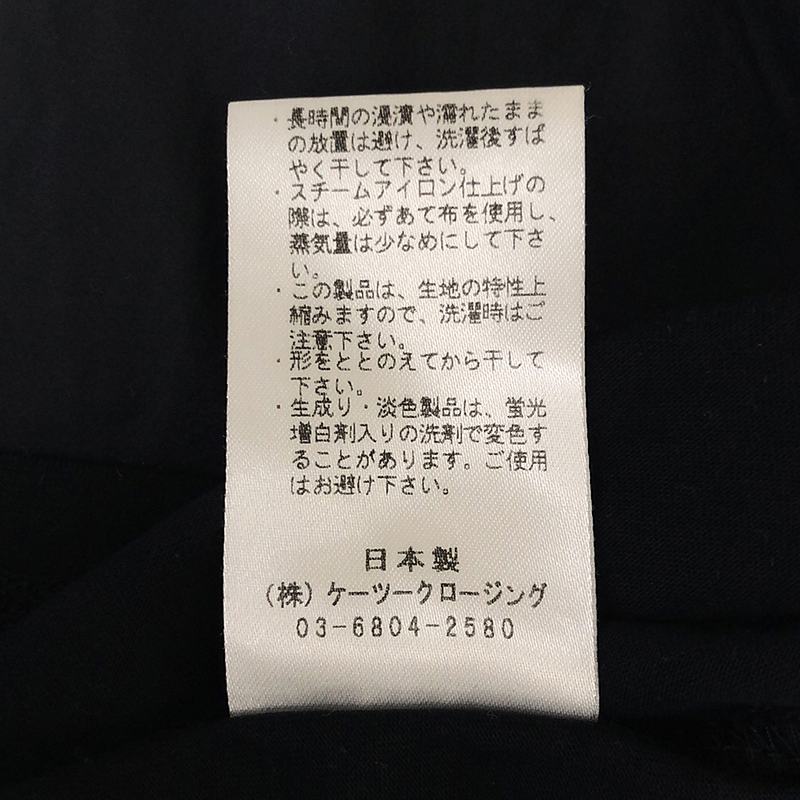 ・長時間の浸漬や濡れたまま
の放置は避け、洗濯後すば
やく干して下さい。
・スチームアイロン仕上げの
際は、必ずあて布を使用し、
蒸気量は少なめにして下さ
い。
・この製品は、生地の特性上
縮みますので、洗濯時はご
注意下さい。
・形をととのえてから干して
下さい。
・生成り・淡色製品は、蛍光
増白剤入りの洗剤で変色す
ることがあります。ご使用
はお避け下さい。
日本製
(株)ケーツークロージング
03-6804-2580